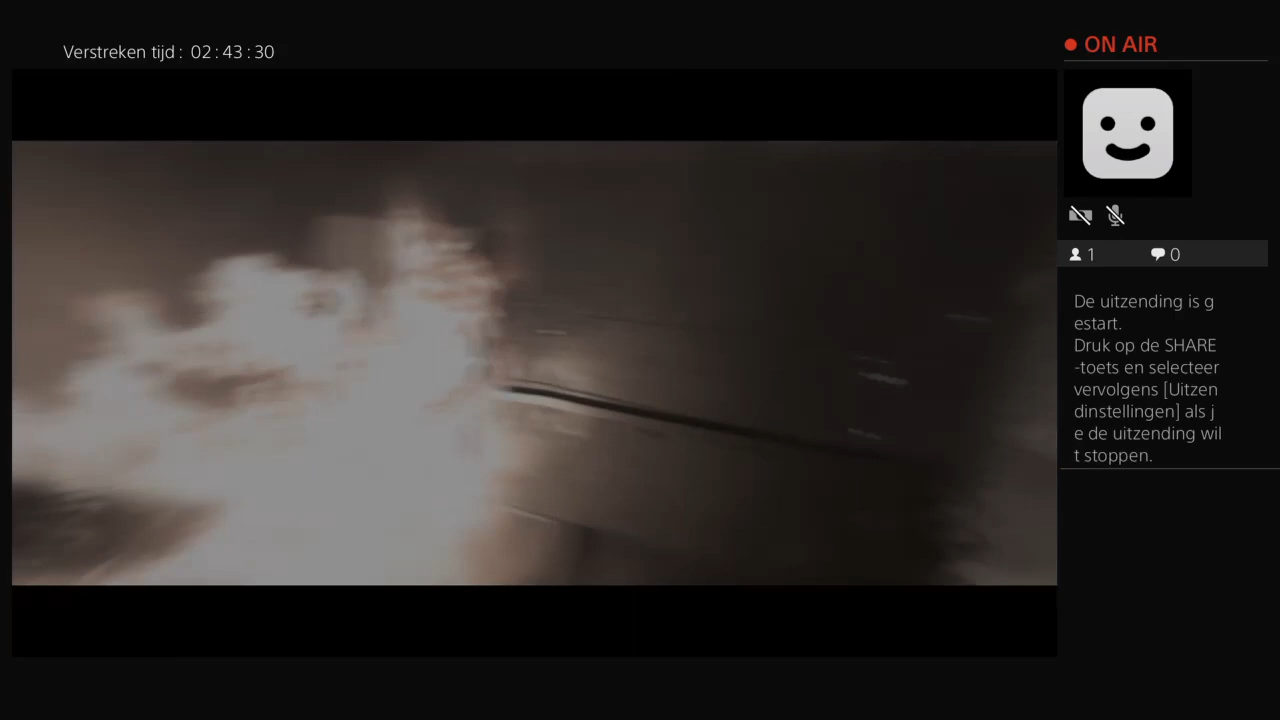 Verstreken tijd : 02 : 43 : 30
ON AIR
1 0
De uitzending is g
estart.
Druk op de SHARE
-toets en selecteer
vervolgens [Uitzen
dinstellingen] als j
e de uitzending wil
t stoppen.